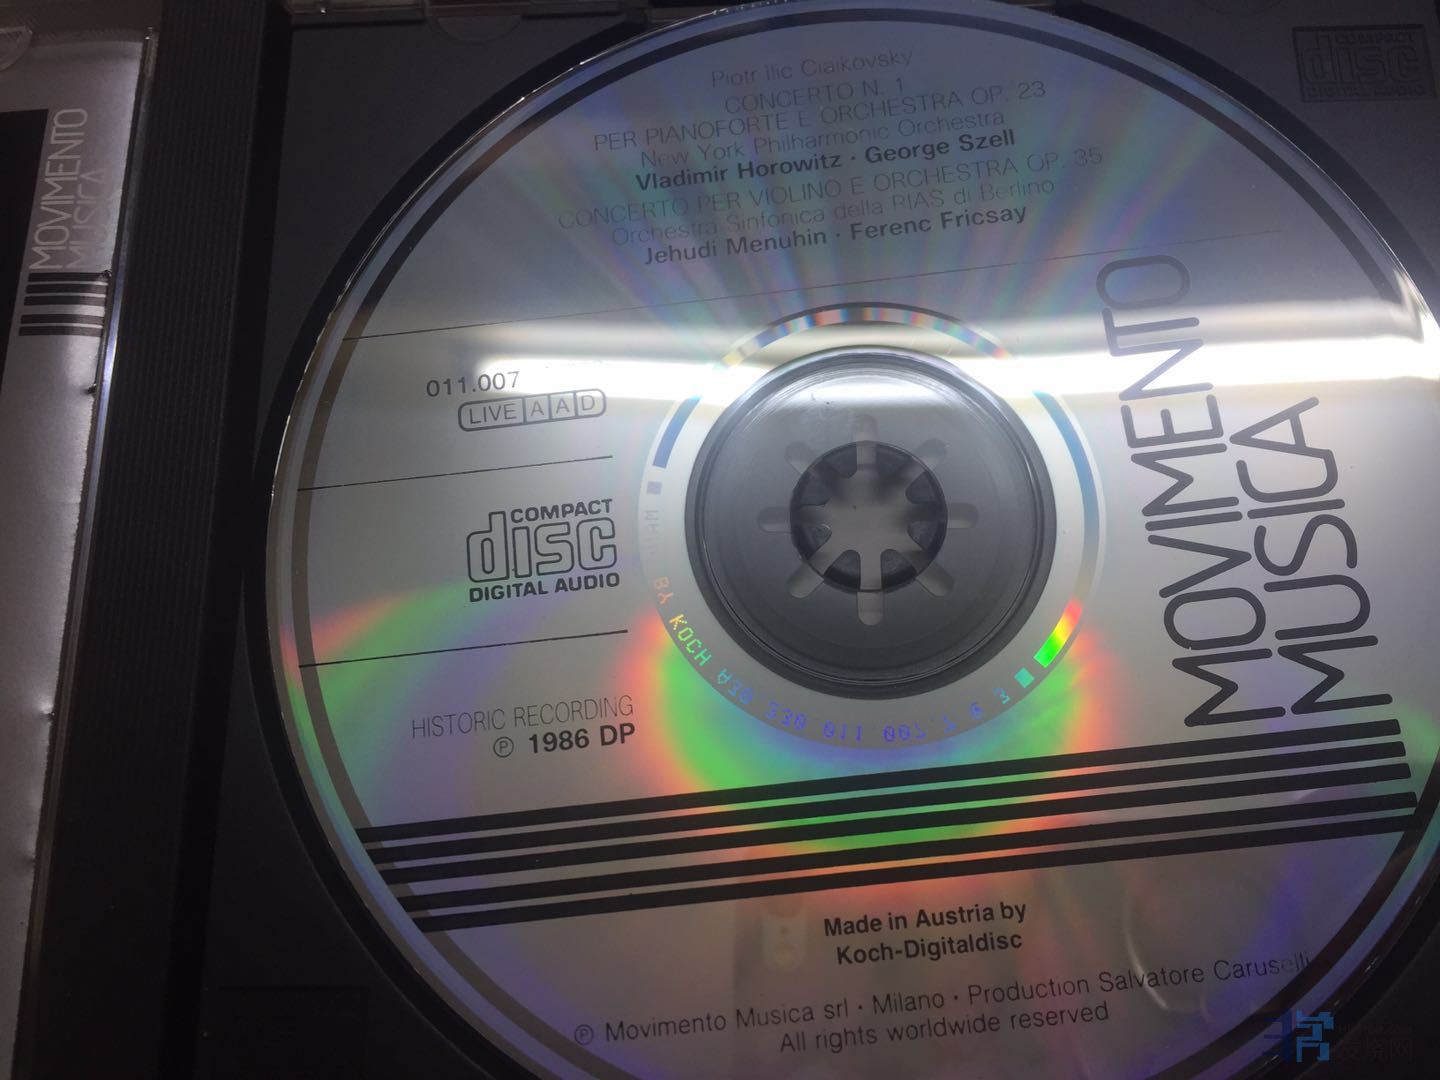 Piotr Ilic Ciaikovsky
CONCERTO N. 1
PER PIANOFORTE E ORCHESTRA OP. 23
New York Philharmonic Orchestra
Vladimir Horowitz · George Szell
CONCERTO PER VIOLINO E ORCHESTRA OP. 35
Orchestra Sinfonica della RIAS di Berlino
Jehudi Menuhin · Ferenc Fricsay
011.007
LIVE A A D
COMPACT
disc
DIGITAL AUDIO
HISTORIC RECORDING
℗ 1986 DP
MOVIMENTO
MUSICA
Made in Austria by
Koch-Digitaldisc
℗ Movimento Musica srl · Milano · Production Salvatore Caruselli
All rights worldwide reserved
BY KOCH
MOVIMENTO
MUSICA
COMPACT
disc
DIGITAL AUDIO